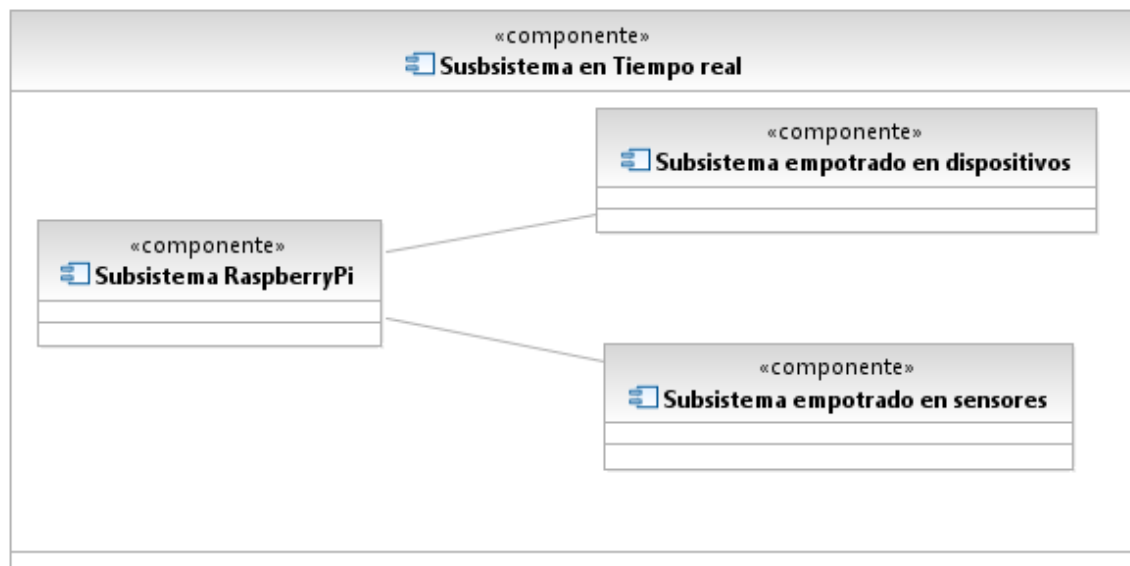 «componente»
Susbsistema en Tiempo real
«componente»
Subsistema empotrado en dispositivos
«componente»
Subsistema RaspberryPi
«componente»
Subsistema empotrado en sensores